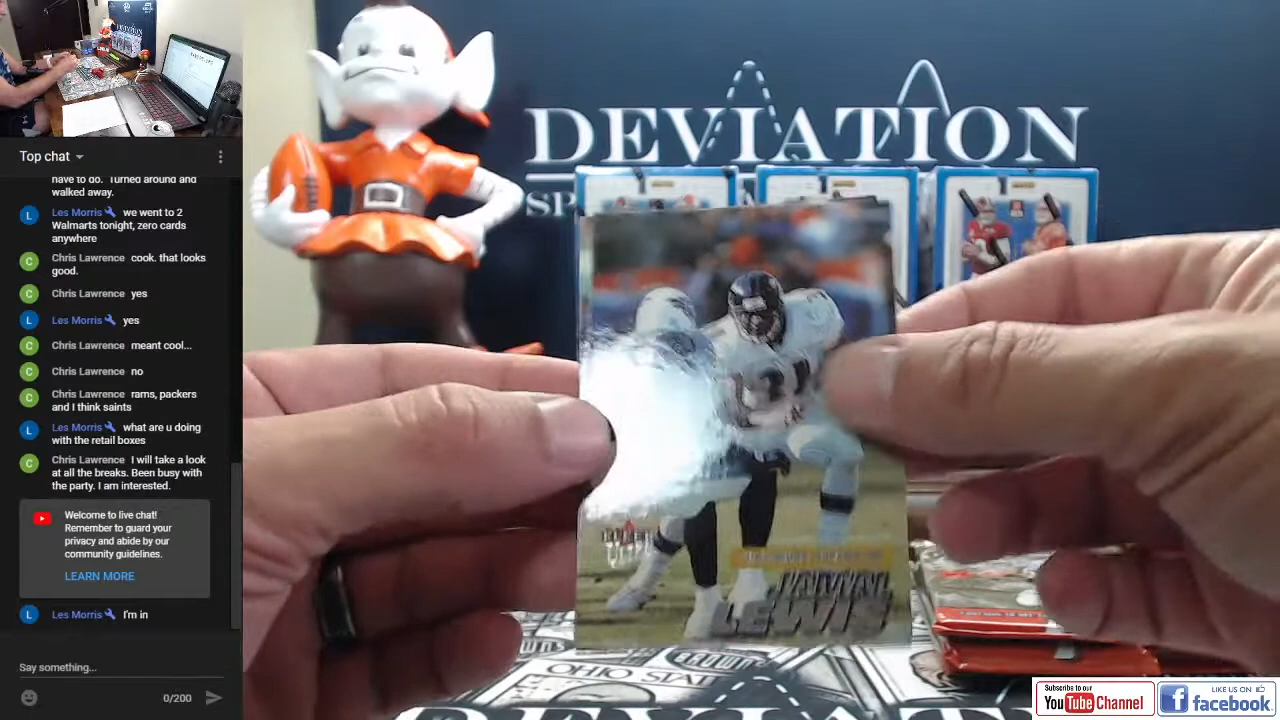 Top chat
have to do. Turned around and
walked away.
Les Morris we went to 2
Walmarts tonight, zero cards
anywhere
Chris Lawrence cook. that looks
good.
Chris Lawrence yes
Les Morris yes
Chris Lawrence meant cool...
Chris Lawrence no
Chris Lawrence rams, packers
and I think saints
Les Morris what are u doing
with the retail boxes
Chris Lawrence I will take a look
at all the breaks. Been busy with
the party. I am interested.
Welcome to live chat!
Remember to guard your
privacy and abide by our
community guidelines.
LEARN MORE
Les Morris I'm in
Say something...
0/200
DEVIATION
SP
JAMAL
LEWIS
OHIO STAT
BROWNS
DEVIATI
Subscribe to our
YouTube Channel
LIKE US ON
facebook